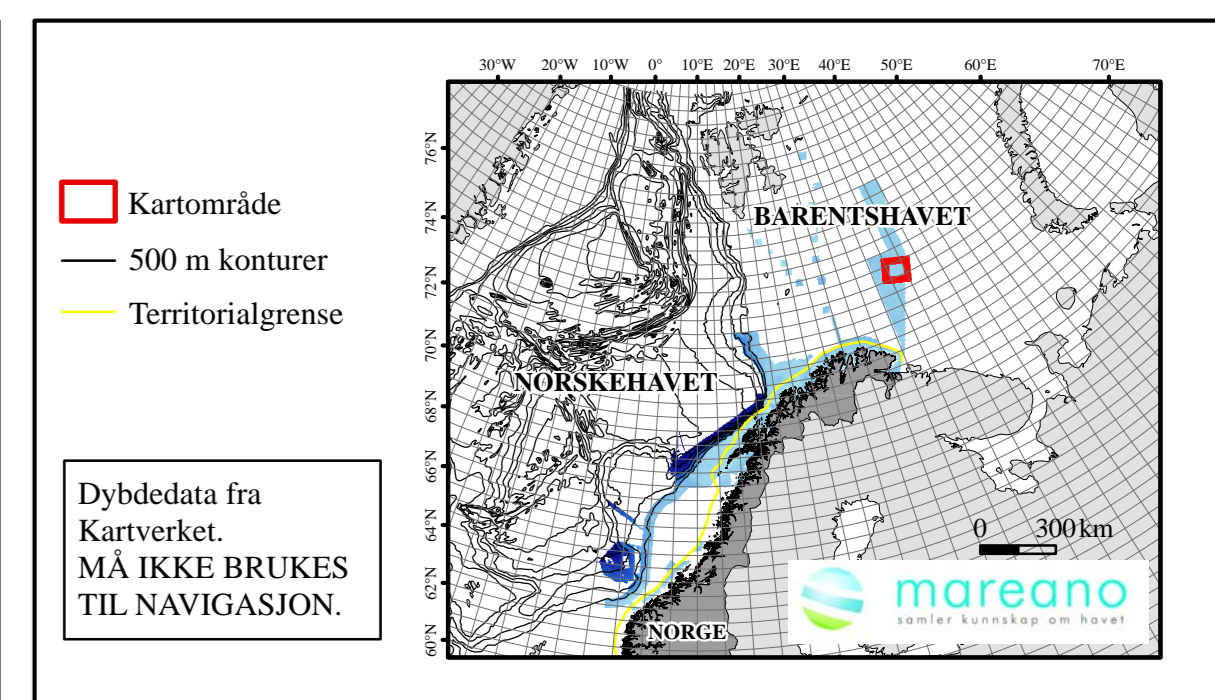 30°W 20°W 10°W 0° 10°E 20°E 30°E 40°E 50°E 60°E 70°E
76°N
74°N
72°N
70°N
68°N
66°N
64°N
62°N
60°N
Kartområde
500 m konturer
Territorialgrense
BARENTSHAVET
NORSKEHAVET
NORGE
0 300 km
Dybdedata fra
Kartverket.
MÅ IKKE BRUKES
TIL NAVIGASJON.
mareano
samler kunnskap om havet